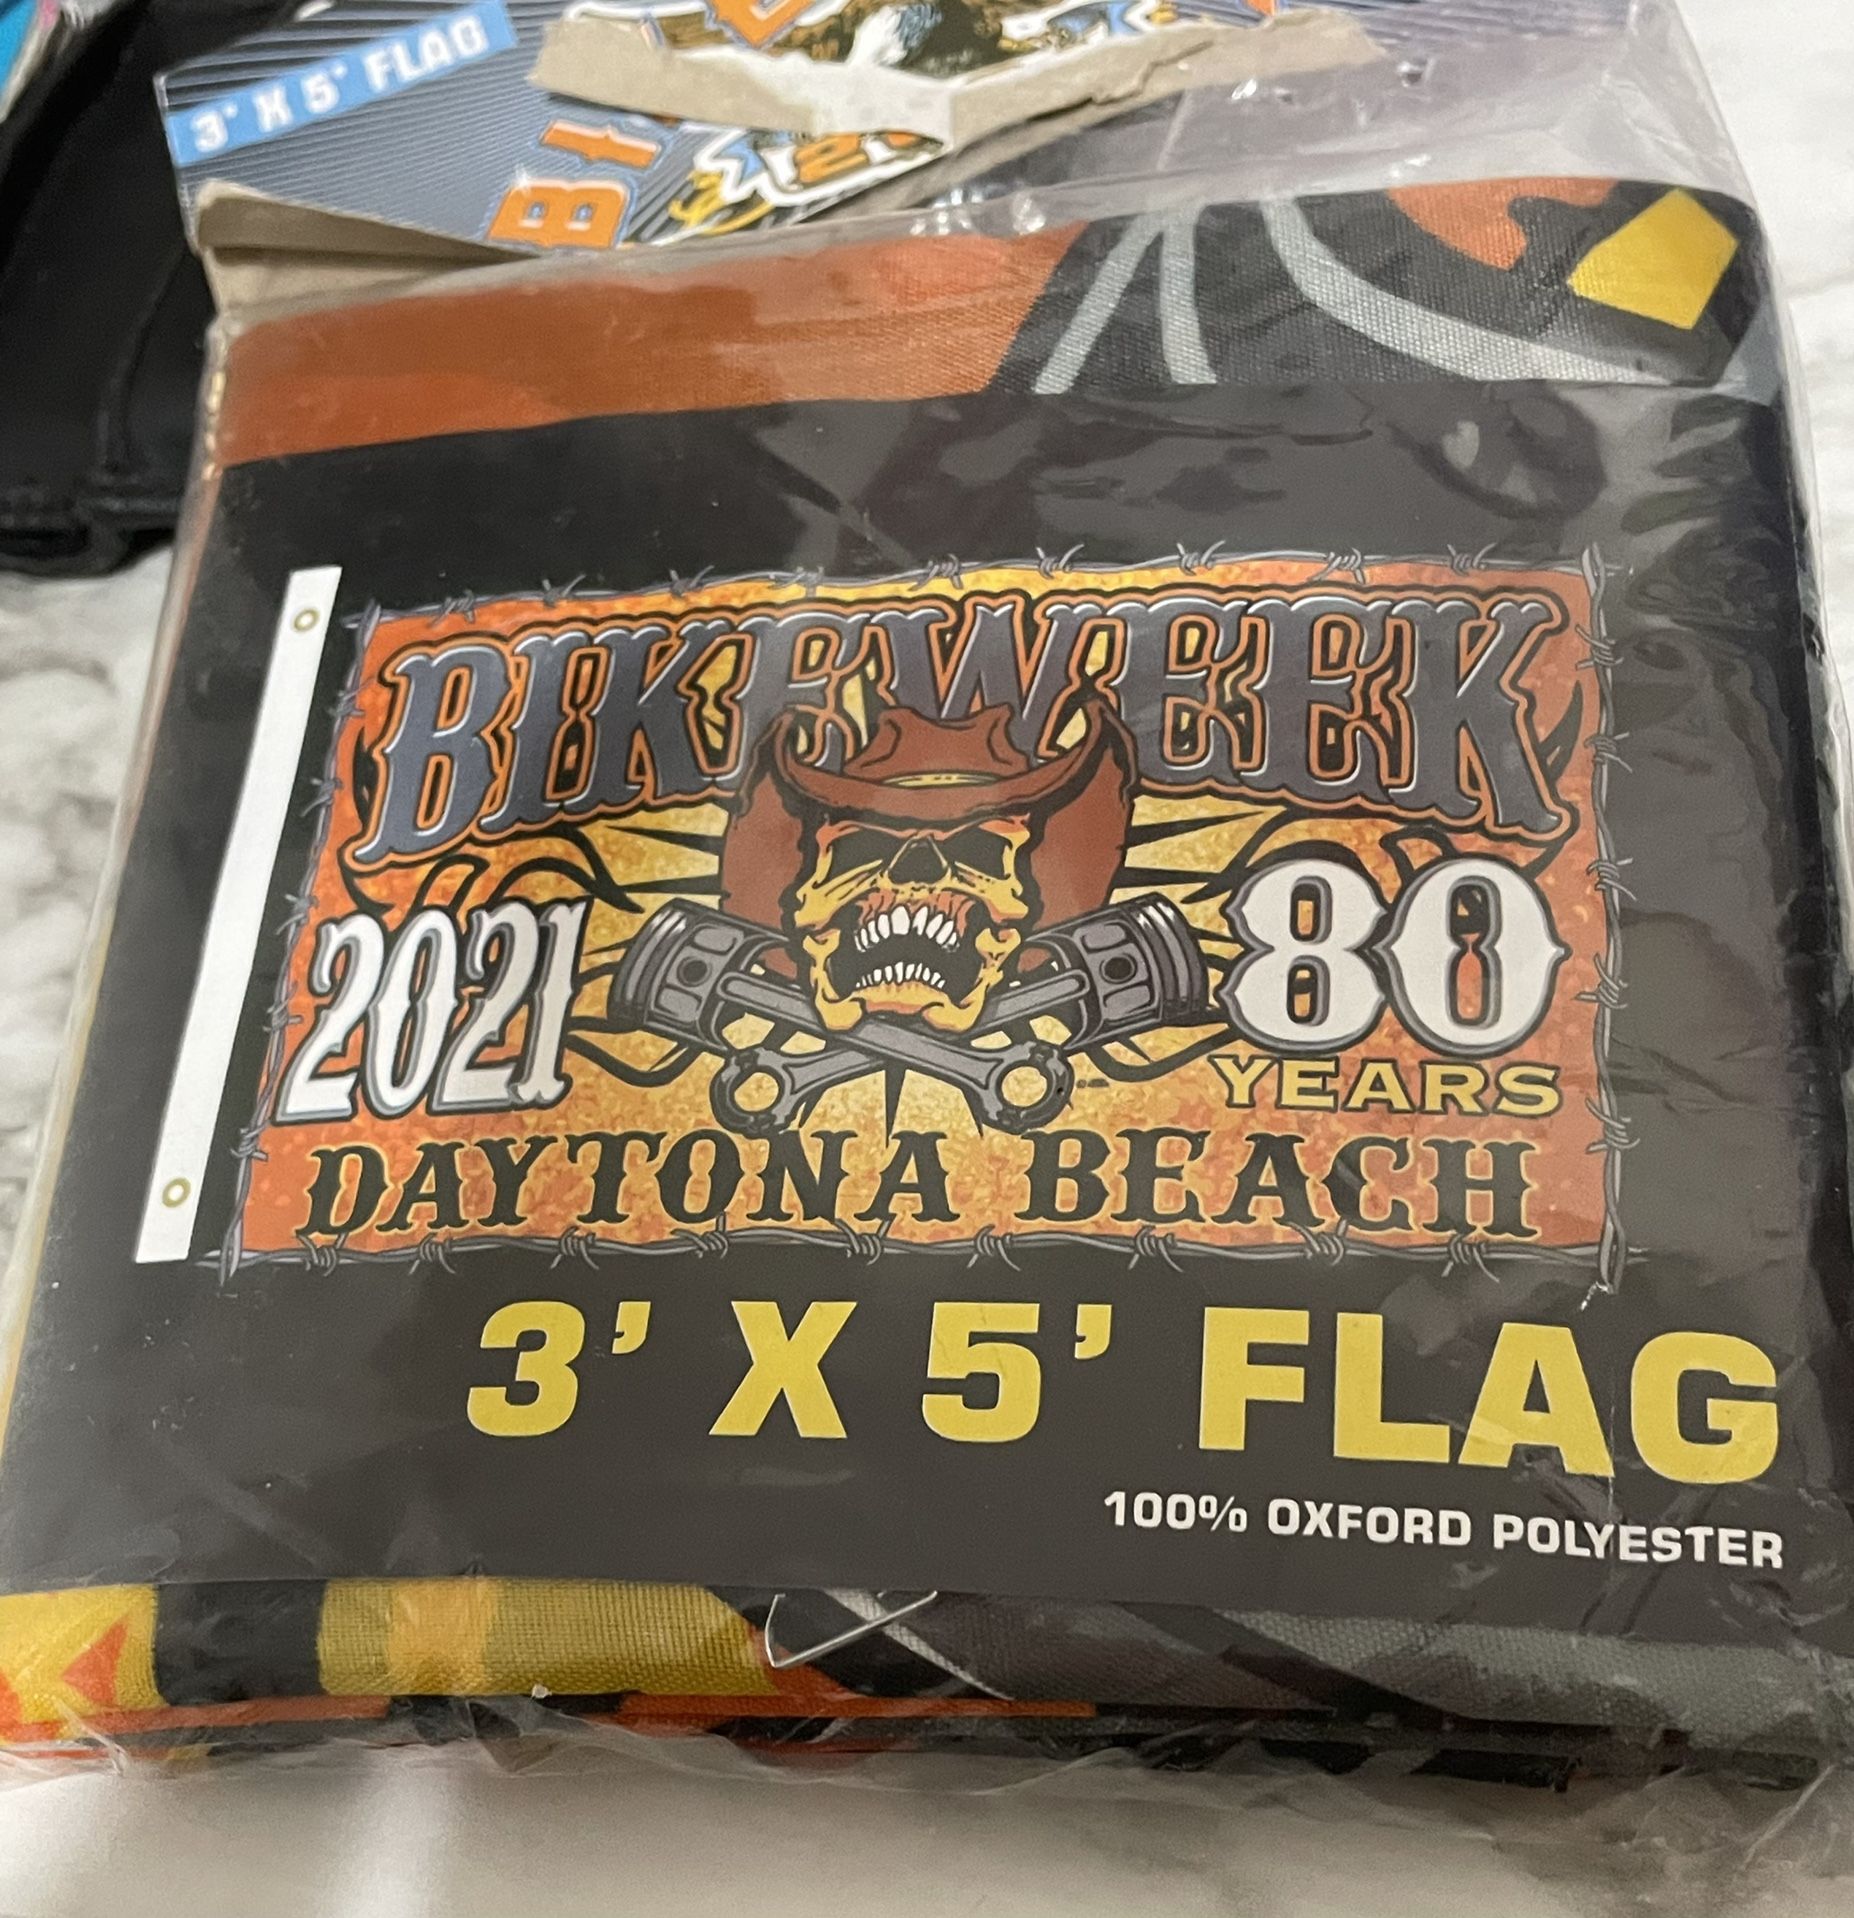 3' X 5' FLAG
BIKEWEEK
2021
80
YEARS
DAYTONA BEACH
3' X 5' FLAG
100% OXFORD POLYESTER